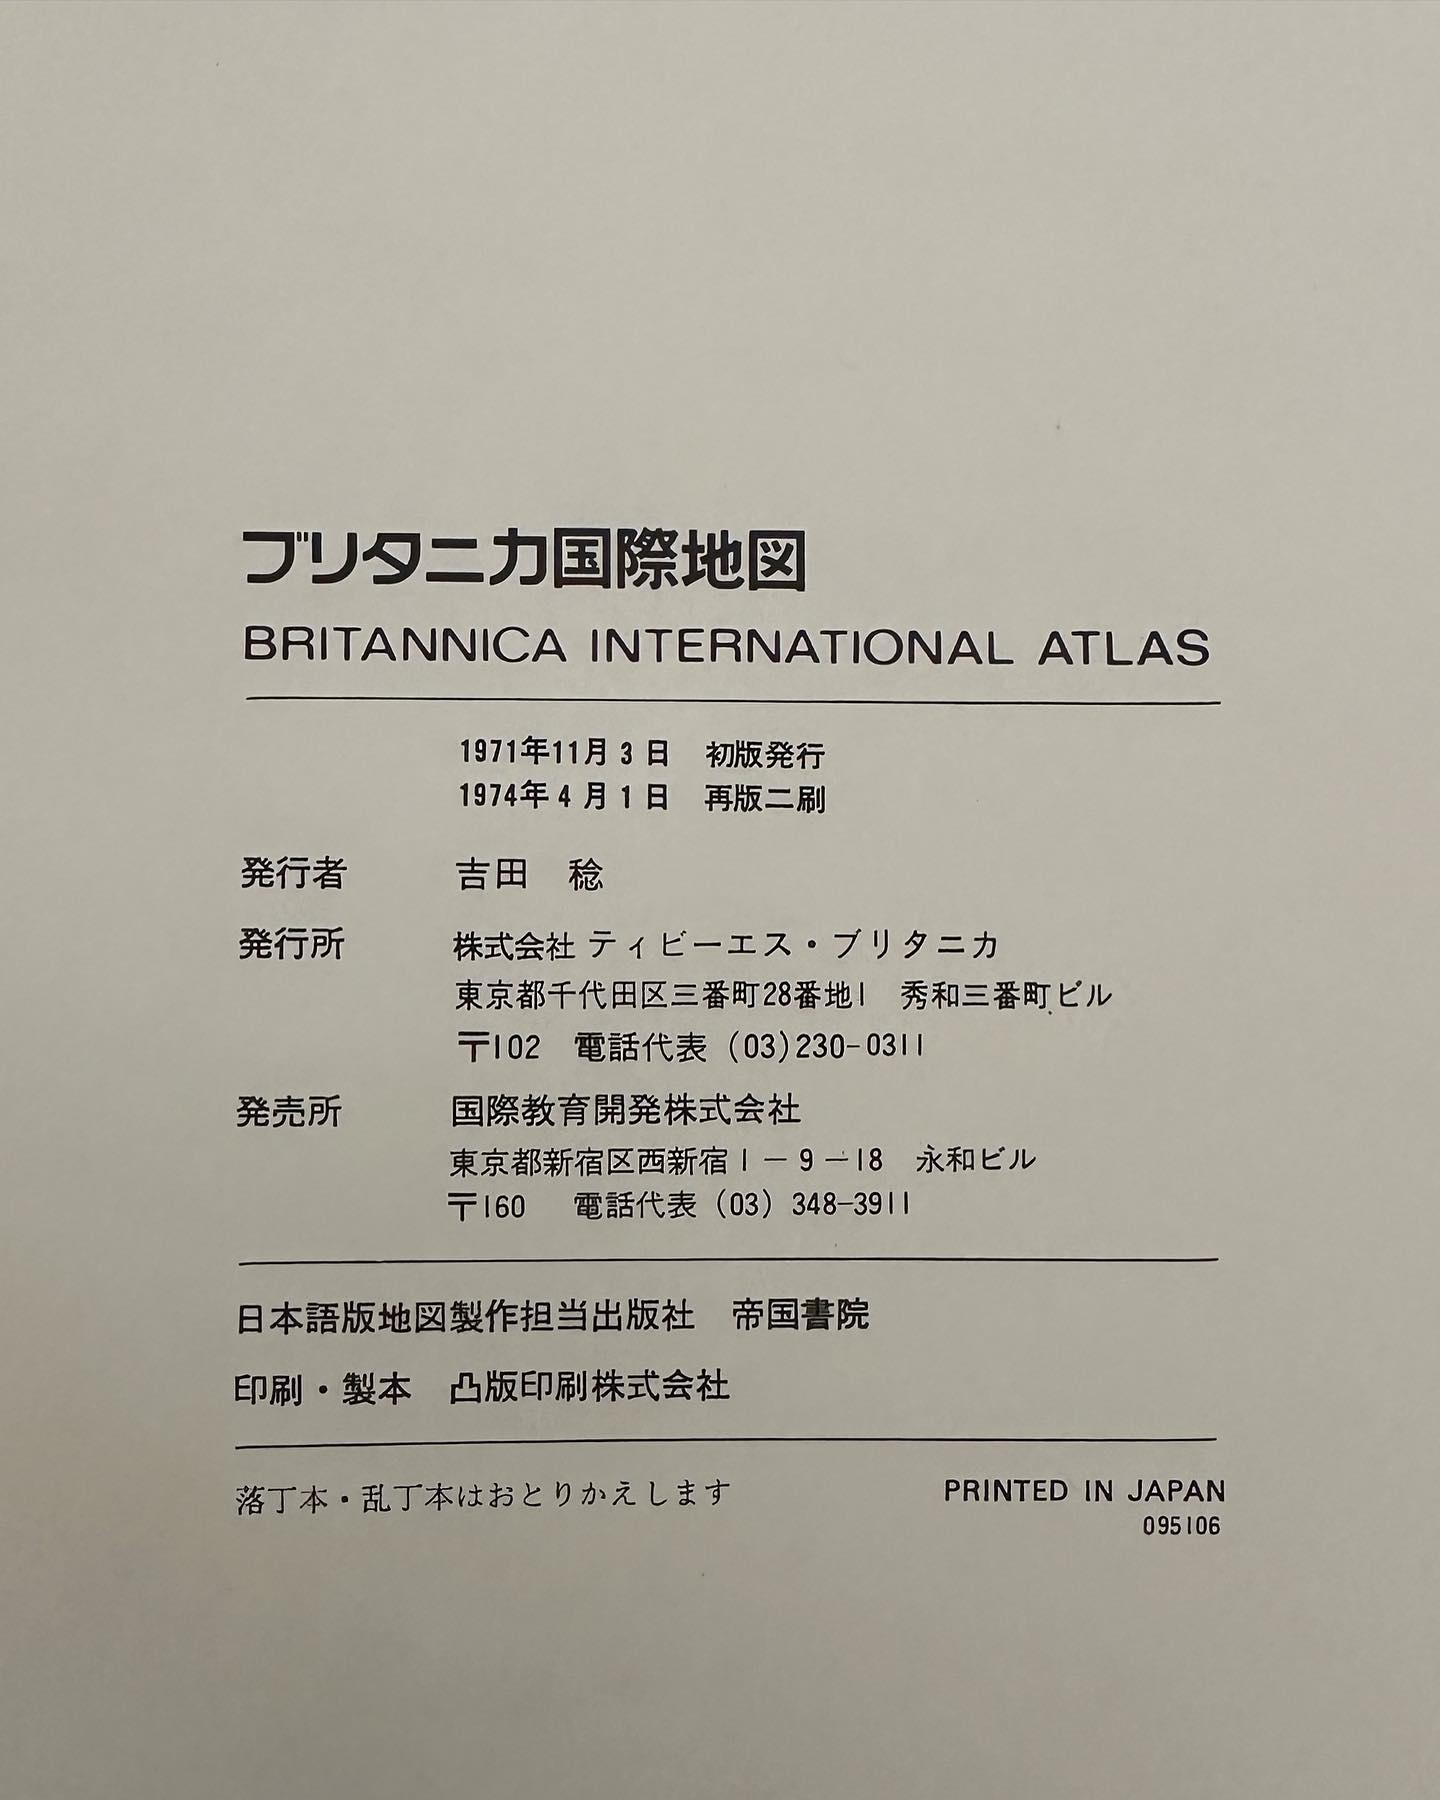 ブリタニカ国際地図
BRITANNICA INTERNATIONAL ATLAS
1971年11月3日 初版発行
1974年4月1日 再版二刷
発行者 吉田 稔
発行所 株式会社 ティビーエス・ブリタニカ
東京都千代田区三番町28番地1 秀和三番町ビル
〒102 電話代表 (03)230-0311
発売所 国際教育開発株式会社
東京都新宿区西新宿1-9-18 永和ビル
〒160 電話代表 (03) 348-3911
日本語版地図製作担当出版社 帝国書院
印刷・製本 凸版印刷株式会社
落丁本・乱丁本はおとりかえします
PRINTED IN JAPAN
095106